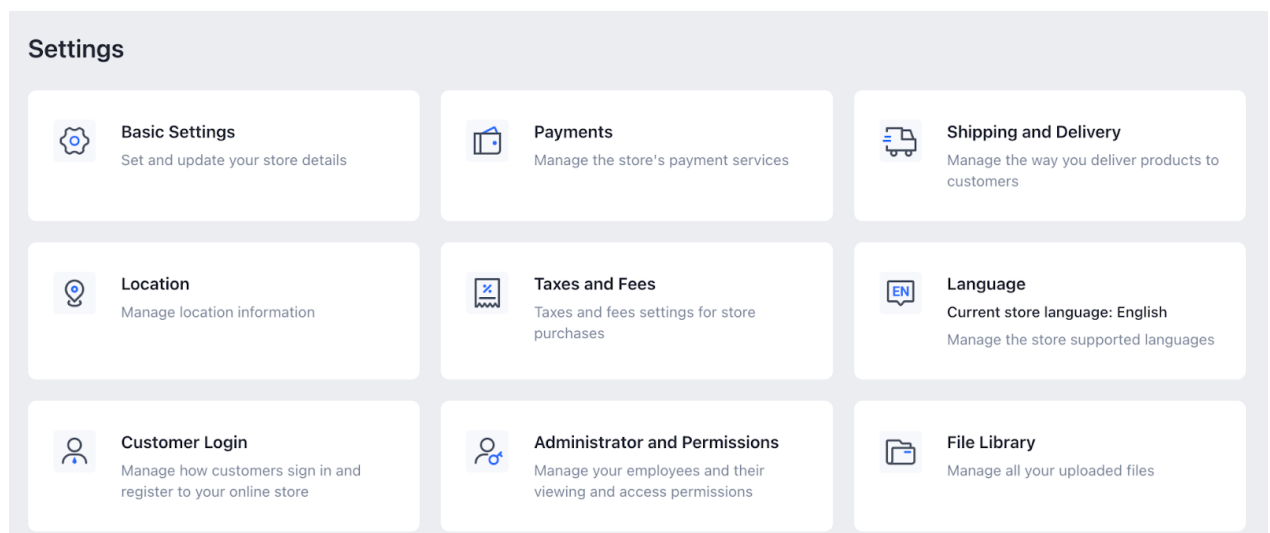 Settings
Basic Settings
Set and update your store details
Payments
Manage the store's payment services
Shipping and Delivery
Manage the way you deliver products to
customers
Location
Manage location information
Taxes and Fees
Taxes and fees settings for store
purchases
EN
Language
Current store language: English
Manage the store supported languages
Customer Login
Manage how customers sign in and
register to your online store
Administrator and Permissions
Manage your employees and their
viewing and access permissions
File Library
Manage all your uploaded files